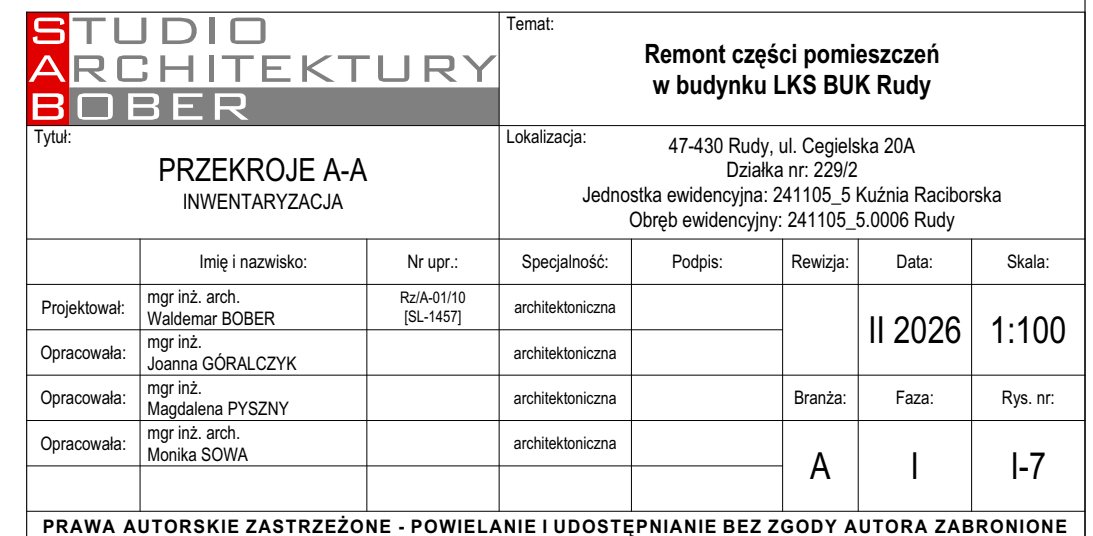 STUDIO
ARCHITEKTURY
BOBER
Temat:
Remont części pomieszczeń
w budynku LKS BUK Rudy
Tytuł:
PRZEKROJE A-A
INWENTARYZACJA
Lokalizacja:
47-430 Rudy, ul. Cegielska 20A
Działka nr: 229/2
Jednostka ewidencyjna: 241105_5 Kuźnia Raciborska
Obręb ewidencyjny: 241105_5.0006 Rudy
Imię i nazwisko: Nr upr.: Specjalność: Podpis: Rewizja: Data: Skala:
Projektował: mgr inż. arch. Waldemar BOBER Rz/A-01/10 [SL-1457] architektoniczna
II 2026 1:100
Opracowała: mgr inż. Joanna GÓRALCZYK architektoniczna
Opracowała: mgr inż. Magdalena PYSZNY architektoniczna
Branża: Faza: Rys. nr:
Opracowała: mgr inż. arch. Monika SOWA architektoniczna
A I I-7
PRAWA AUTORSKIE ZASTRZEŻONE - POWIELANIE I UDOSTĘPNIANIE BEZ ZGODY AUTORA ZABRONIONE